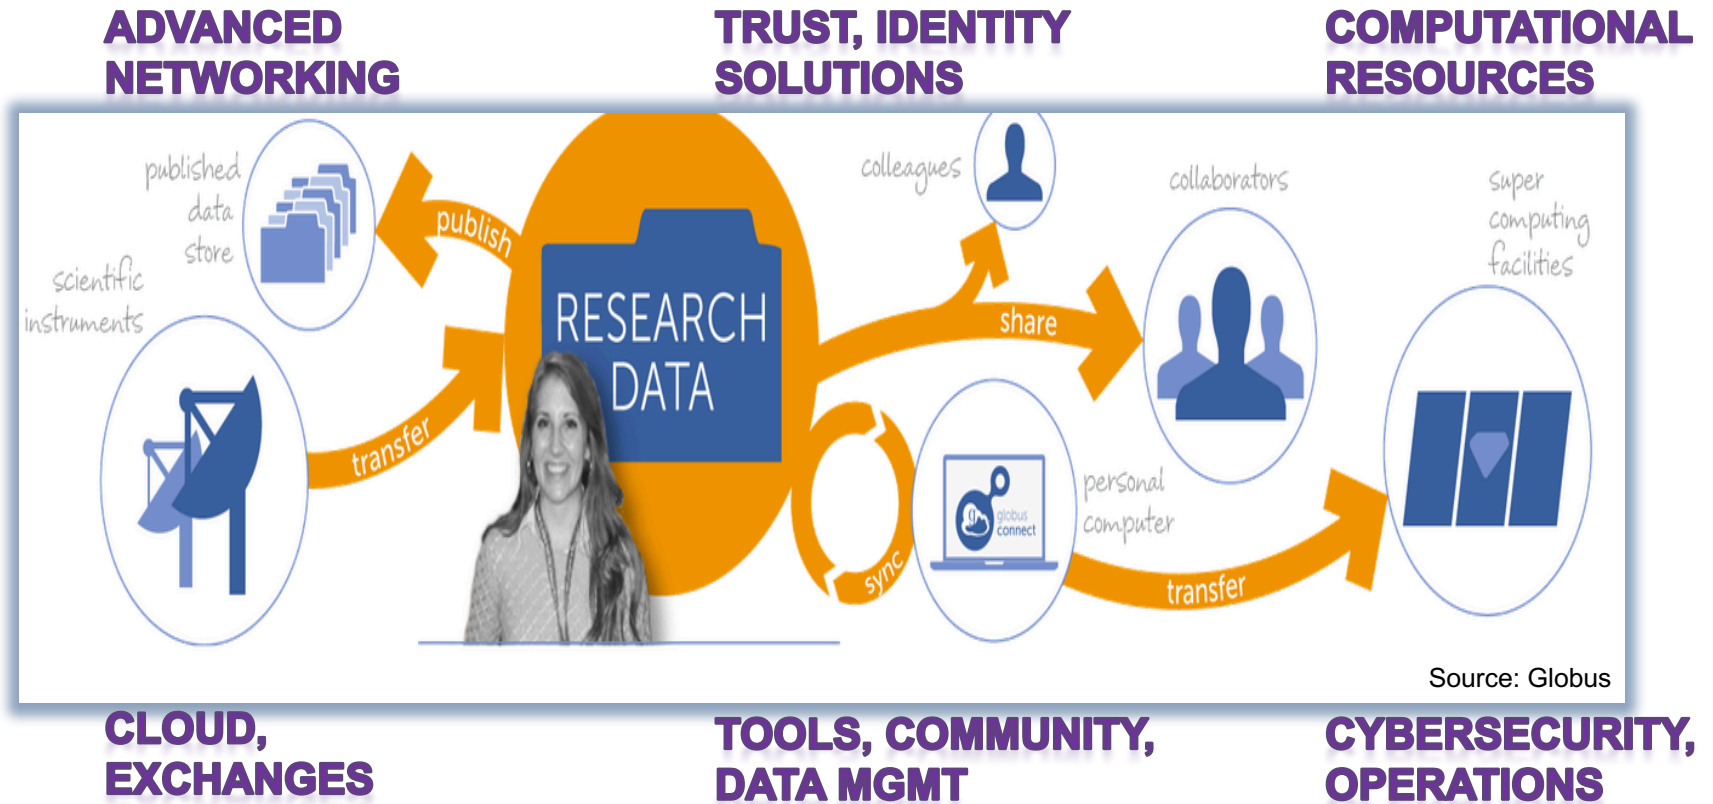 ADVANCED
NETWORKING
TRUST, IDENTITY
SOLUTIONS
COMPUTATIONAL
RESOURCES
published
data
store
scientific
instruments
publish
transfer
RESEARCH
DATA
colleagues
share
collaborators
super
computing
facilities
sync
globus
connect
personal
computer
transfer
Source: Globus
CLOUD,
EXCHANGES
TOOLS, COMMUNITY,
DATA MGMT
CYBERSECURITY,
OPERATIONS